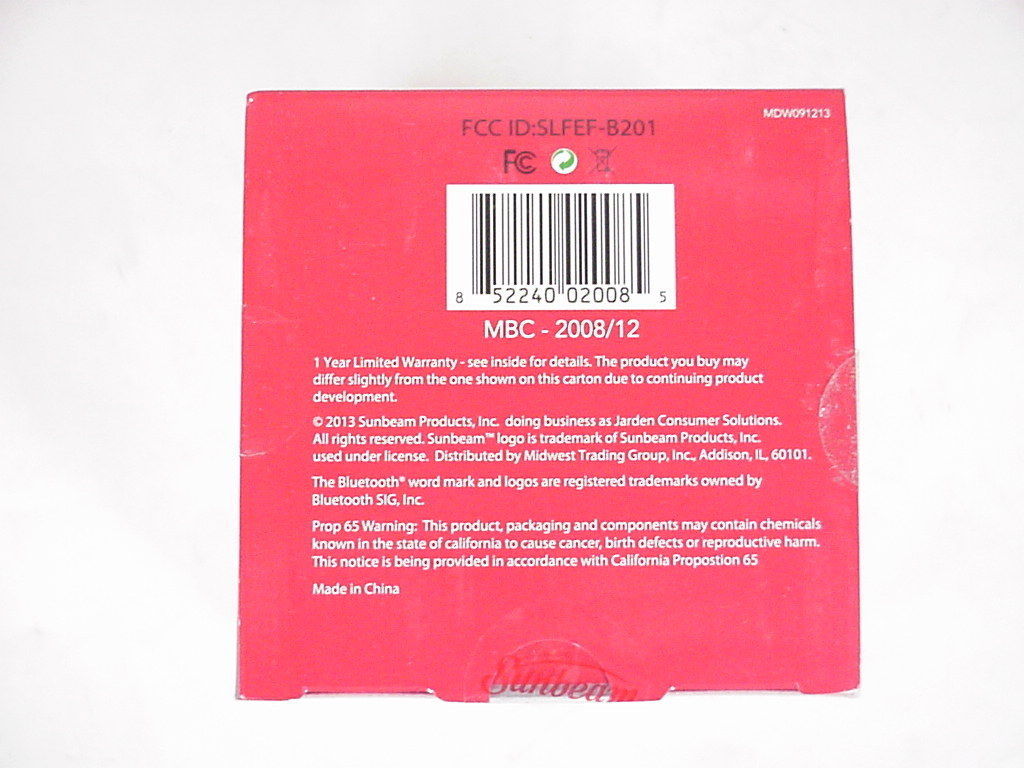 MDW091213
FCC ID:SLFEF-B201
FC
8 52240 02008 5
MBC - 2008/12
1 Year Limited Warranty - see inside for details. The product you buy may
differ slightly from the one shown on this carton due to continuing product
development.
© 2013 Sunbeam Products, Inc. doing business as Jarden Consumer Solutions.
All rights reserved. Sunbeam™ logo is trademark of Sunbeam Products, Inc.
used under license. Distributed by Midwest Trading Group, Inc., Addison, IL, 60101.
The Bluetooth® word mark and logos are registered trademarks owned by
Bluetooth SIG, Inc.
Prop 65 Warning: This product, packaging and components may contain chemicals
known in the state of california to cause cancer, birth defects or reproductive harm.
This notice is being provided in accordance with California Propostion 65
Made in China
Sunbeam